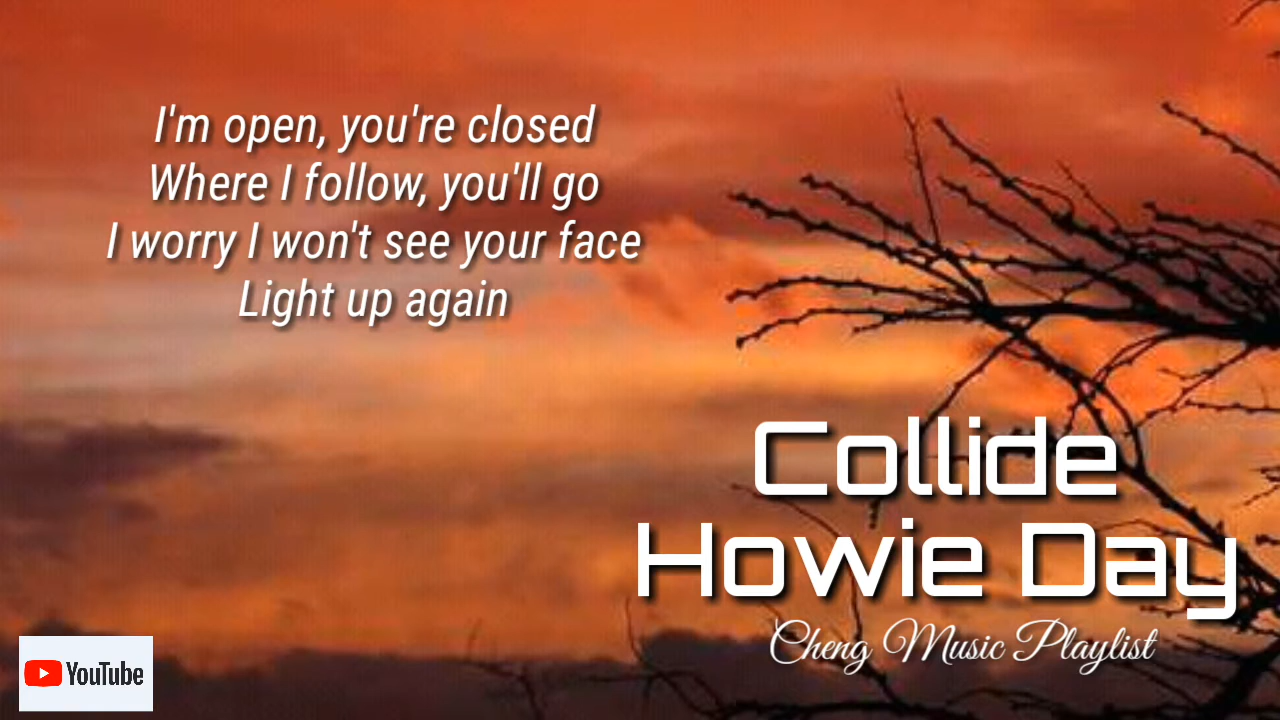 I'm open, you're closed
Where I follow, you'll go
I worry I won't see your face
Light up again
Collide
Howie Day
Cheng Music Playlist
YouTube